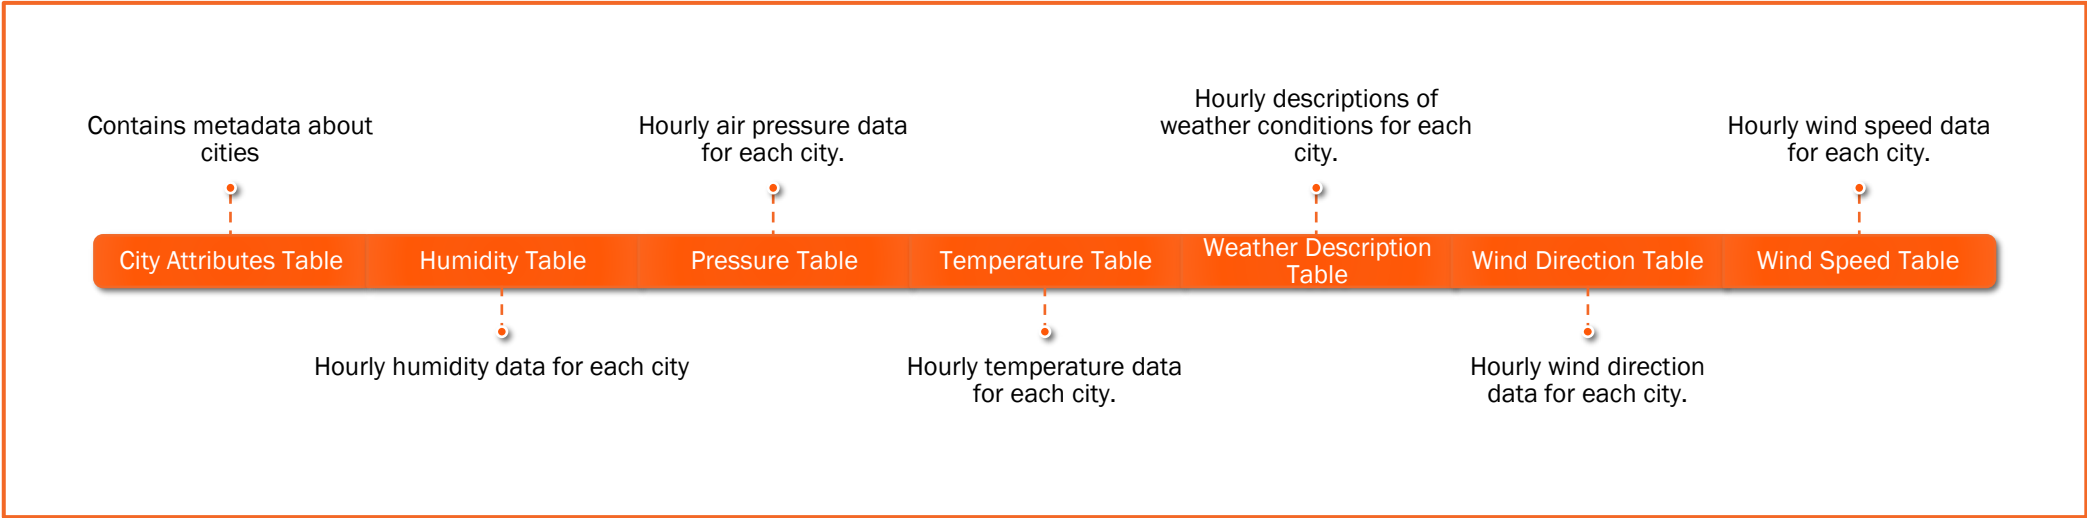 Contains metadata about
cities
Hourly air pressure data
for each city.
Hourly descriptions of
weather conditions for each
city.
Hourly wind speed data
for each city.
City Attributes Table
Humidity Table
Pressure Table
Temperature Table
Weather Description
Table
Wind Direction Table
Wind Speed Table
Hourly humidity data for each city
Hourly temperature data
for each city.
Hourly wind direction
data for each city.